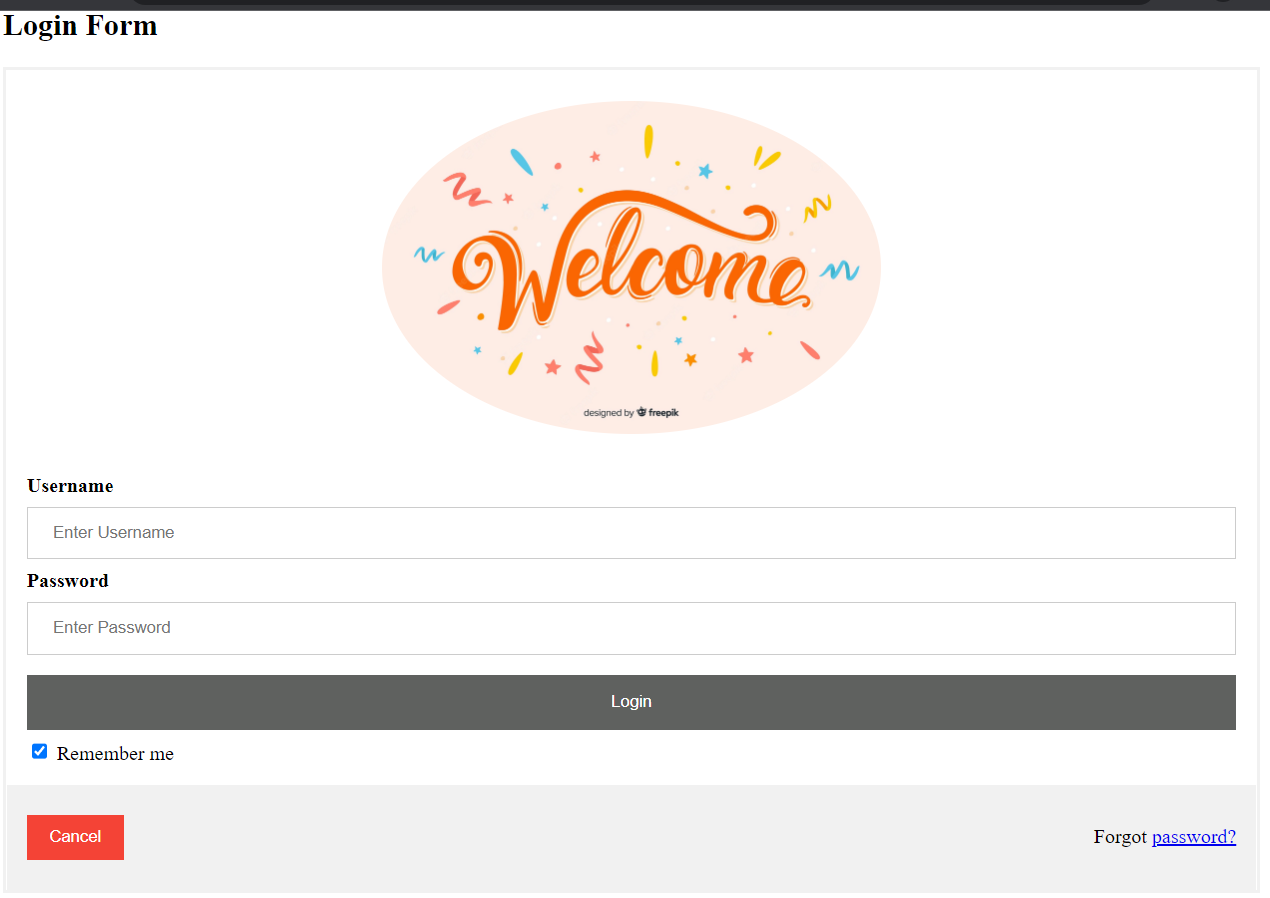 Login Form
Welcome
designed by freepik
Username
Enter Username
Password
Enter Password
Login
Remember me
Cancel
Forgot password?